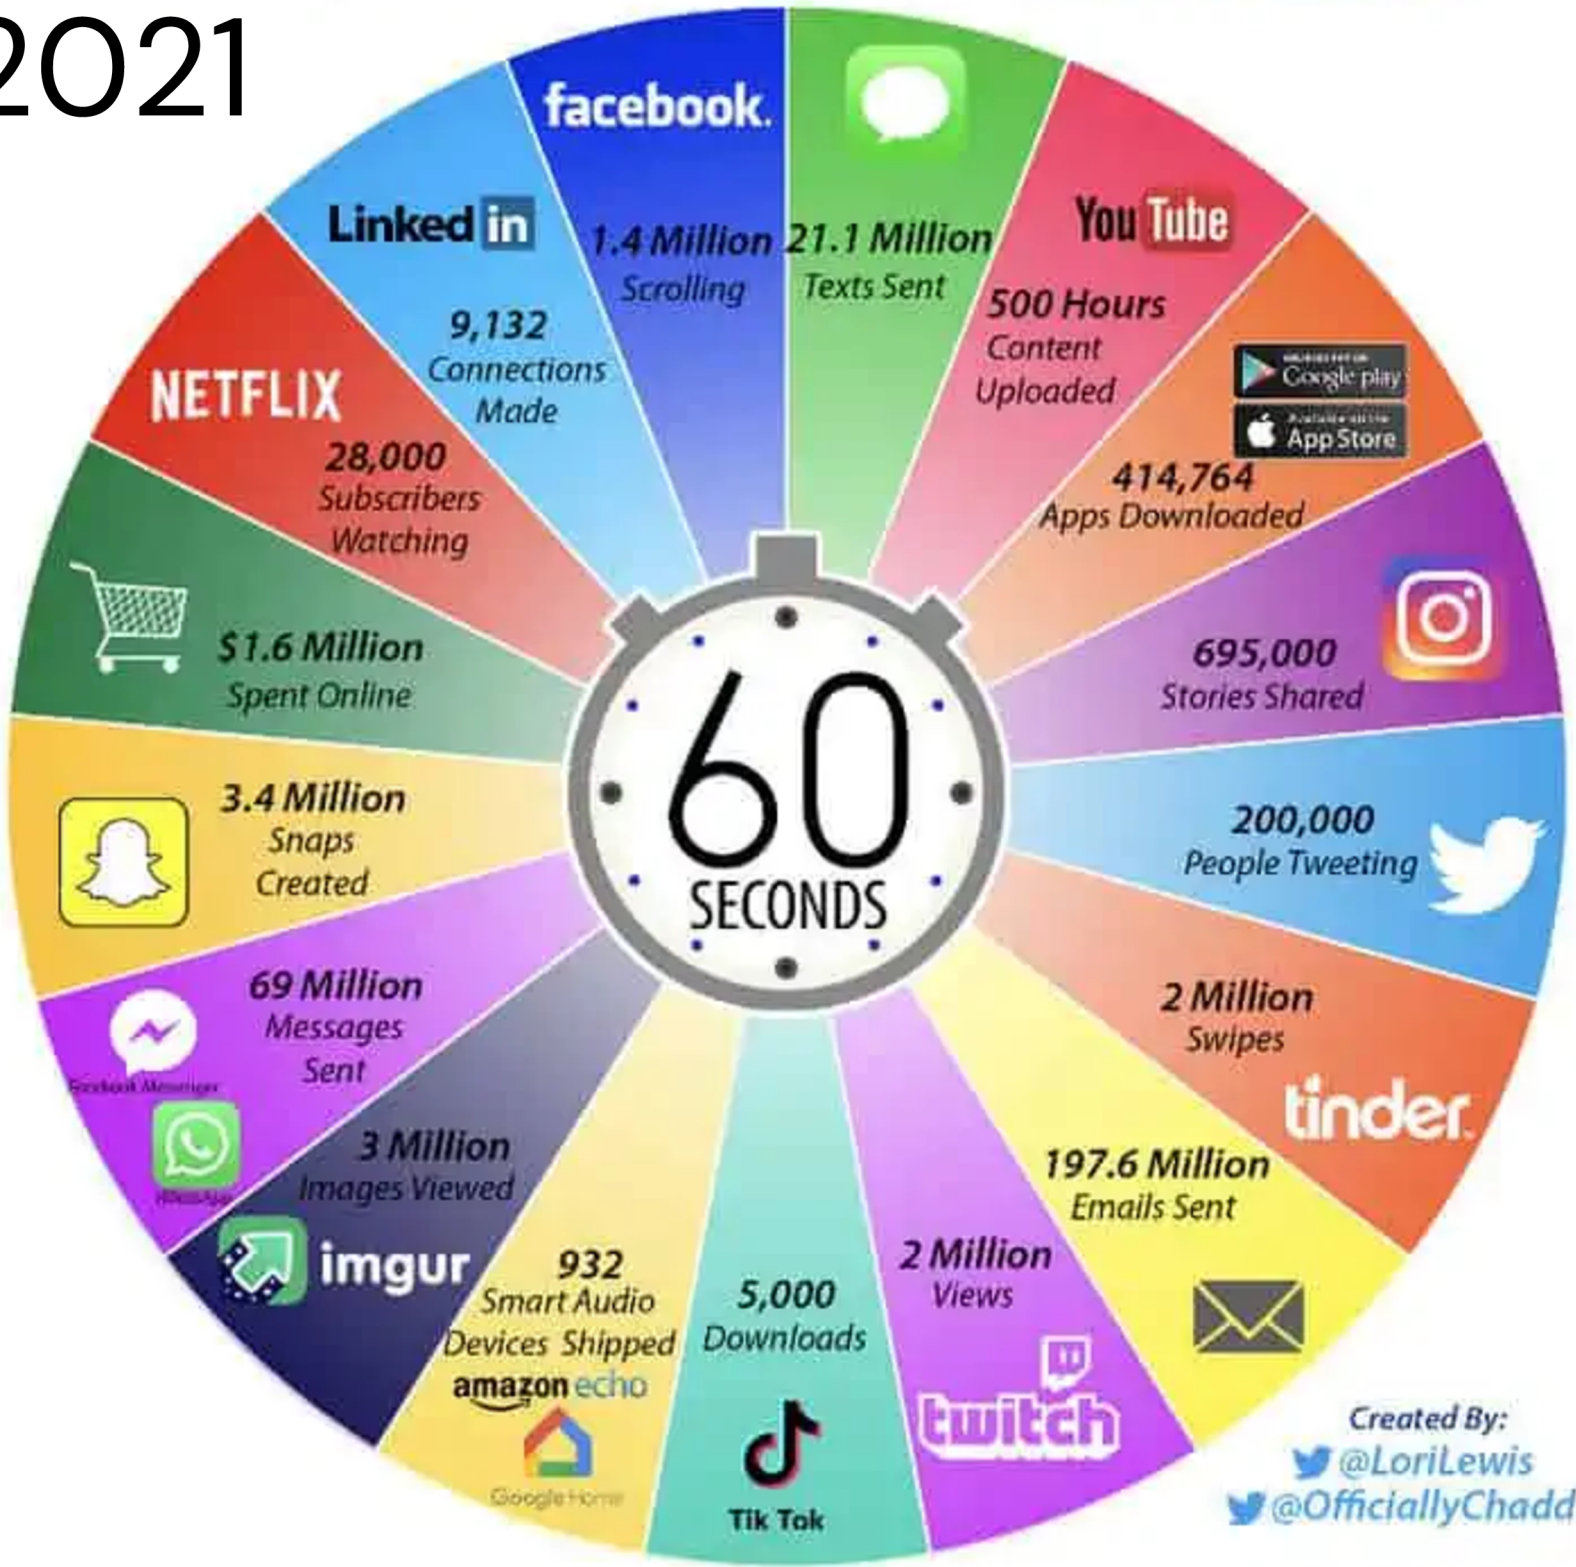 2021
facebook.
1.4 Million
Scrolling
21.1 Million
Texts Sent
You Tube
500 Hours
Content
Uploaded
Google play
App Store
414,764
Apps Downloaded
695,000
Stories Shared
200,000
People Tweeting
2 Million
Swipes
tinder.
197.6 Million
Emails Sent
2 Million
Views
twitch
5,000
Downloads
Tik Tok
932
Smart Audio
Devices Shipped
amazon echo
Google Home
3 Million
Images Viewed
imgur
69 Million
Messages
Sent
Facebook Messenger
WhatsApp
3.4 Million
Snaps
Created
$1.6 Million
Spent Online
NETFLIX
28,000
Subscribers
Watching
Linked in
9,132
Connections
Made
60
SECONDS
Created By:
@LoriLewis
@OfficiallyChadd